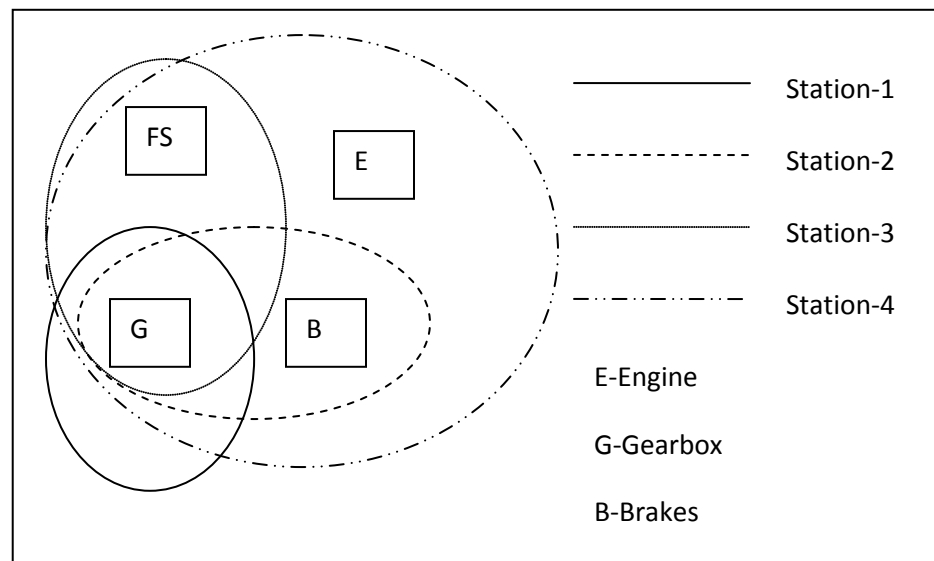 FS
E
G
B
Station-1
Station-2
Station-3
Station-4
E-Engine
G-Gearbox
B-Brakes